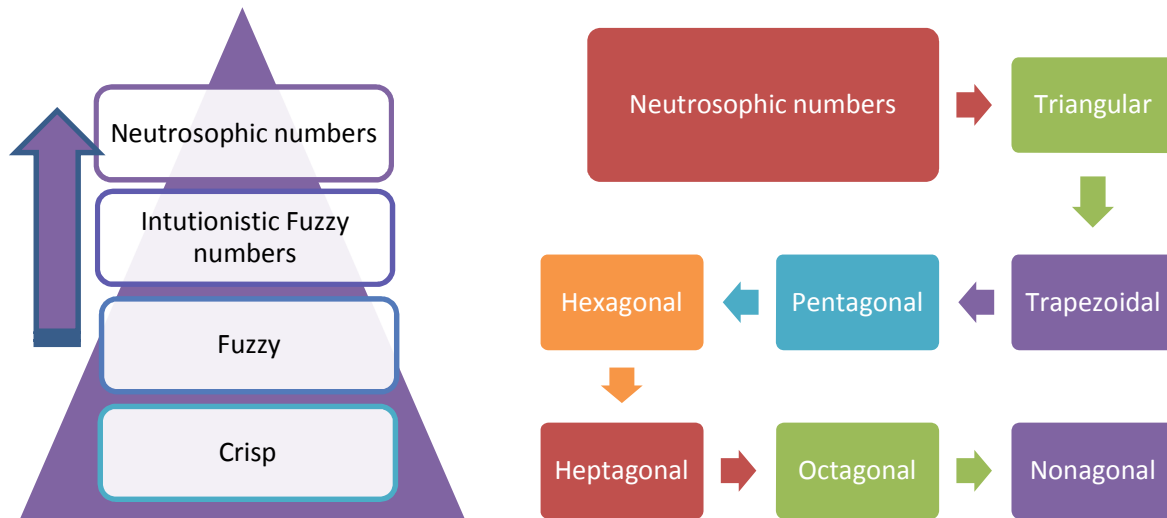 Neutrosophic numbers
Intutionistic Fuzzy
numbers
Fuzzy
Crisp
Neutrosophic numbers
Triangular
Trapezoidal
Pentagonal
Hexagonal
Heptagonal
Octagonal
Nonagonal